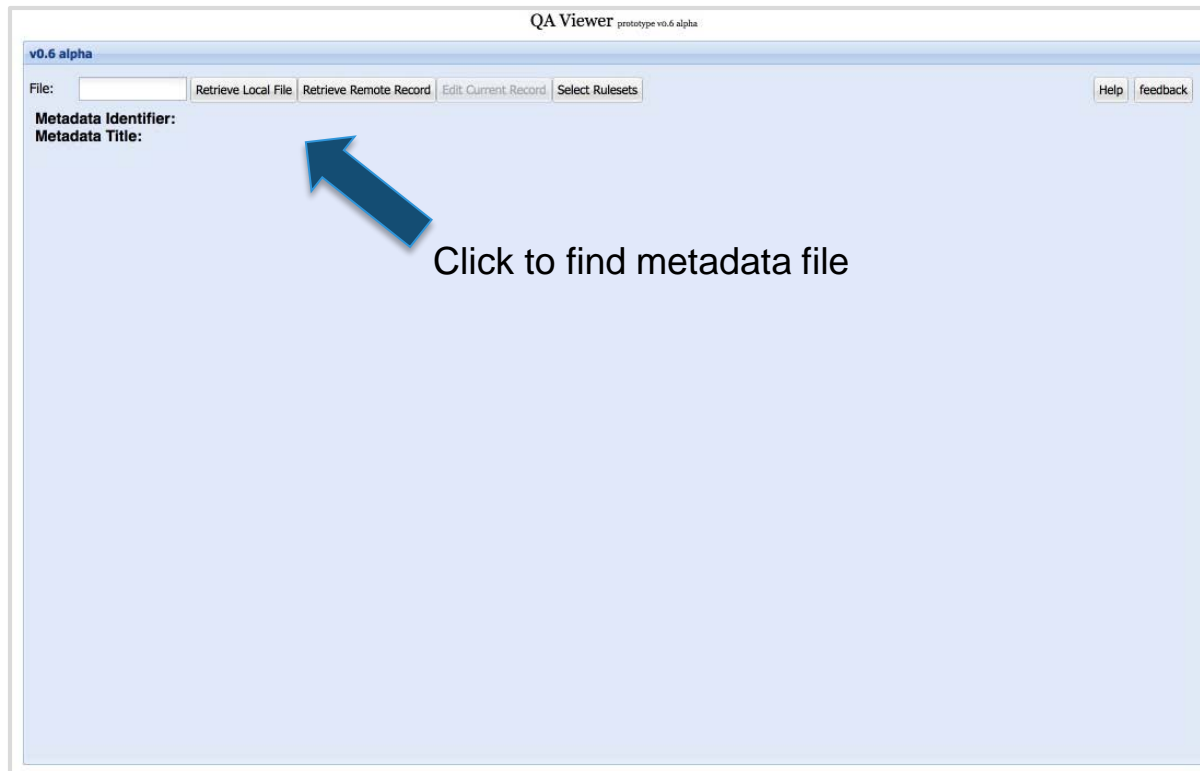 QA Viewer prototype v0.6 alpha
v0.6 alpha
File: Retrieve Local File Retrieve Remote Record Edit Current Record Select Rulesets Help feedback
Metadata Identifier:
Metadata Title:
Click to find metadata file